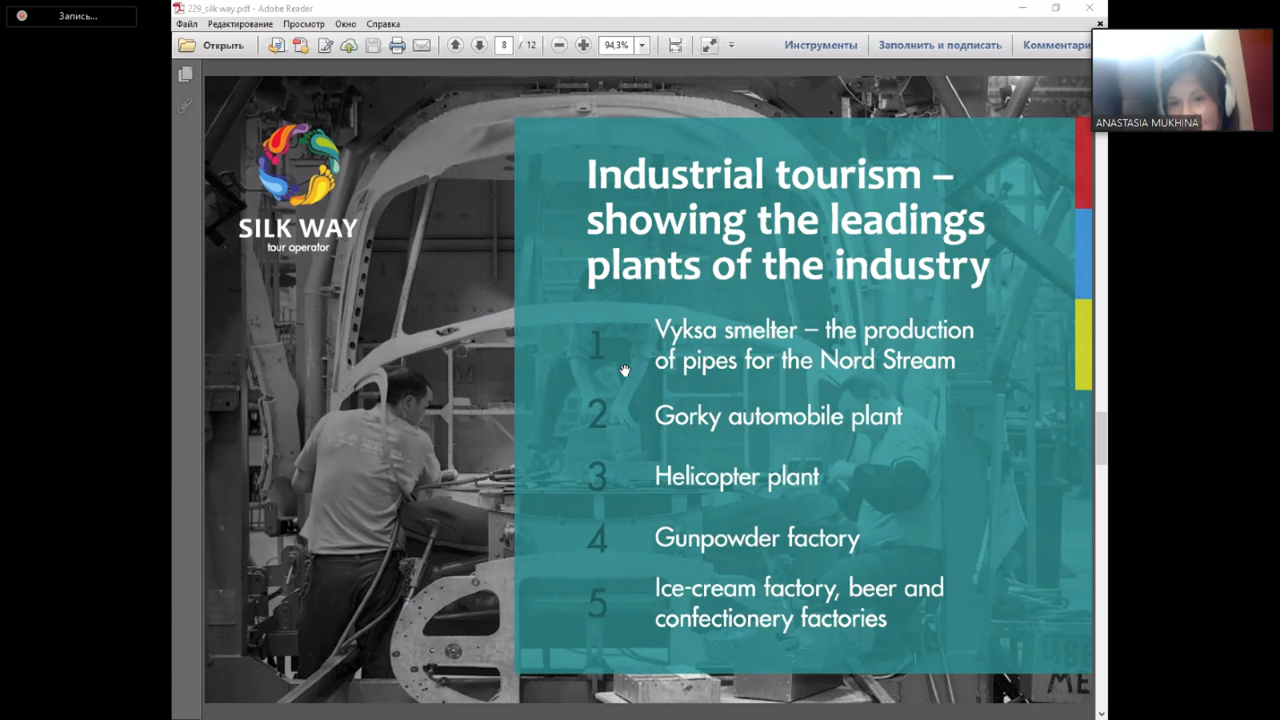 Запись...
229_silk way.pdf - Adobe Reader
Файл Редактирование Просмотр Окно Справка
Открыть 8 / 12 94,3% Инструменты Заполнить и подписать Комментари
ANASTASIA MUKHINA
SILK WAY
tour operator
Industrial tourism –
showing the leadings
plants of the industry
1 Vyksa smelter – the production
of pipes for the Nord Stream
2 Gorky automobile plant
3 Helicopter plant
4 Gunpowder factory
5 Ice-cream factory, beer and
confectionery factories